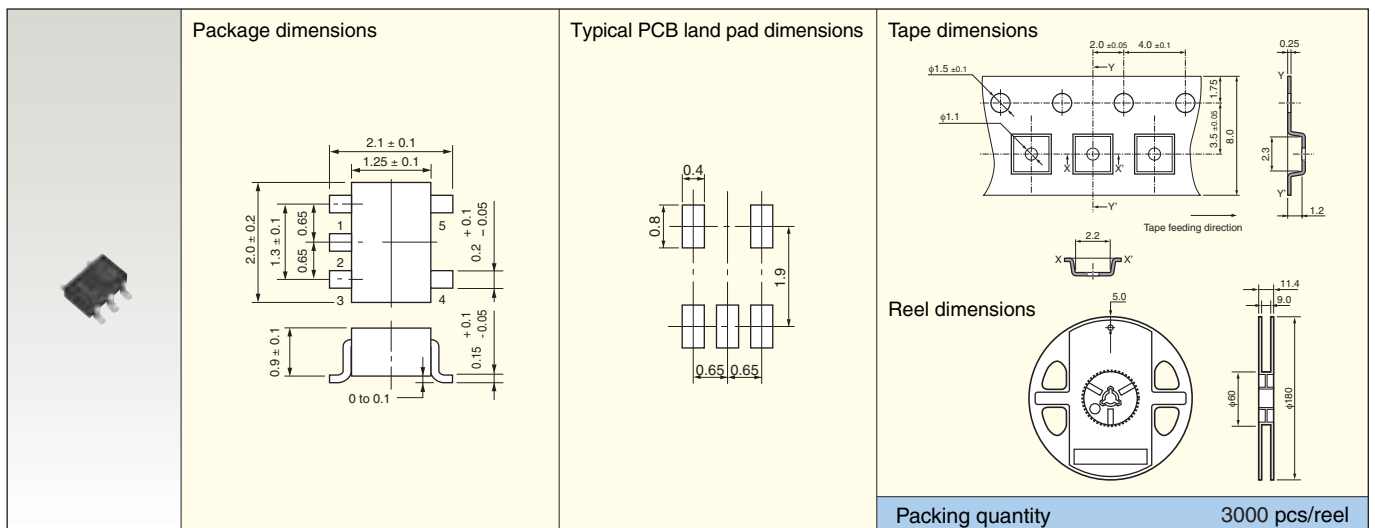 Package dimensions
2.1 ± 0.1
1.25 ± 0.1
2.0 ± 0.2
1.3 ± 0.1
0.65
0.65
1
2
3
5
4
0.2 + 0.1 - 0.05
0.9 ± 0.1
0.15 + 0.1 - 0.05
0 to 0.1
Typical PCB land pad dimensions
0.4
0.8
1.9
0.65
0.65
Tape dimensions
2.0 ±0.05
4.0 ±0.1
0.25
φ1.5 ±0.1
Y
Y
1.75
φ1.1
3.5 ±0.05
8.0
2.3
X
X'
Y'
Y'
1.2
Tape feeding direction
2.2
X
X'
Reel dimensions
5.0
11.4
9.0
φ60
φ180
Packing quantity
3000 pcs/reel